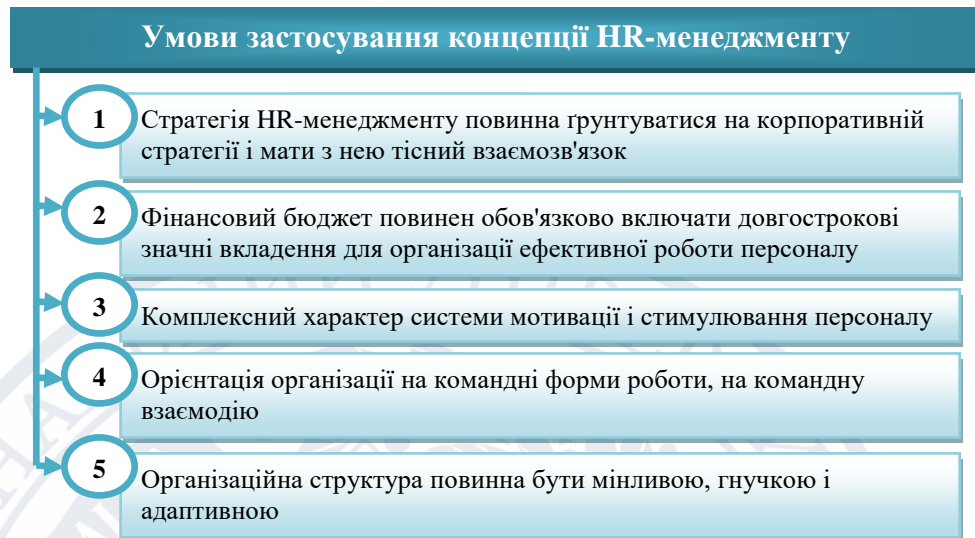 Умови застосування концепції HR-менеджменту
1
Стратегія HR-менеджменту повинна ґрунтуватися на корпоративній
стратегії і мати з нею тісний взаємозв'язок
2
Фінансовий бюджет повинен обов'язково включати довгострокові
значні вкладення для організації ефективної роботи персоналу
3
Комплексний характер системи мотивації і стимулювання персоналу
4
Орієнтація організації на командні форми роботи, на командну
взаємодію
5
Організаційна структура повинна бути мінливою, гнучкою і
адаптивною